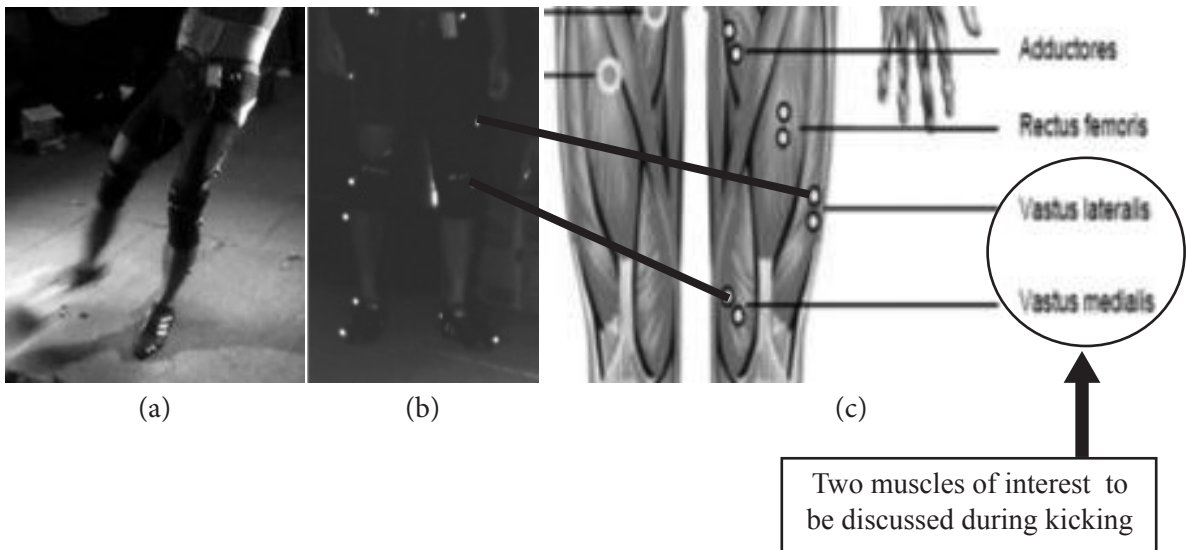 Adductores
Rectus femoris
Vastus lateralis
Vastus medialis
(a)
(b)
(c)
Two muscles of interest to
be discussed during kicking